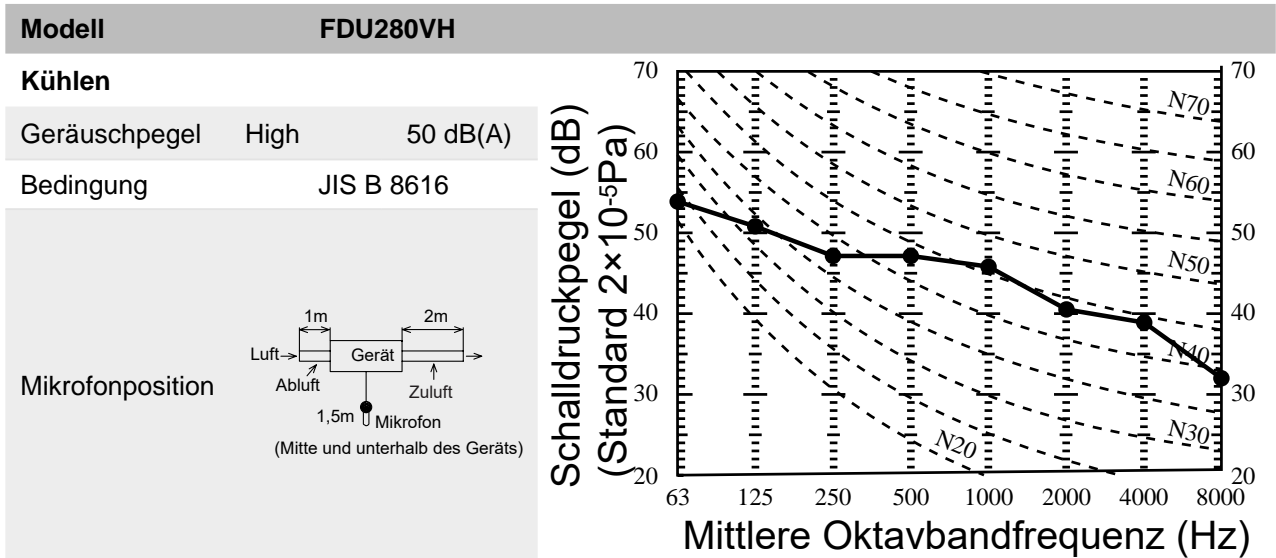 Modell FDU280VH
Kühlen
Geräuschpegel High 50 dB(A)
Bedingung JIS B 8616
Mikrofonposition
1m 2m
Luft Gerät
Abluft Zuluft
1,5m Mikrofon
(Mitte und unterhalb des Geräts)
Schalldruckpegel (dB)
(Standard 2×10⁻⁵Pa)
70 70
N70
60 60
N60
50 50
N50
40 40
N40
30 30
N30
N20
20 20
63 125 250 500 1000 2000 4000 8000
Mittlere Oktavbandfrequenz (Hz)